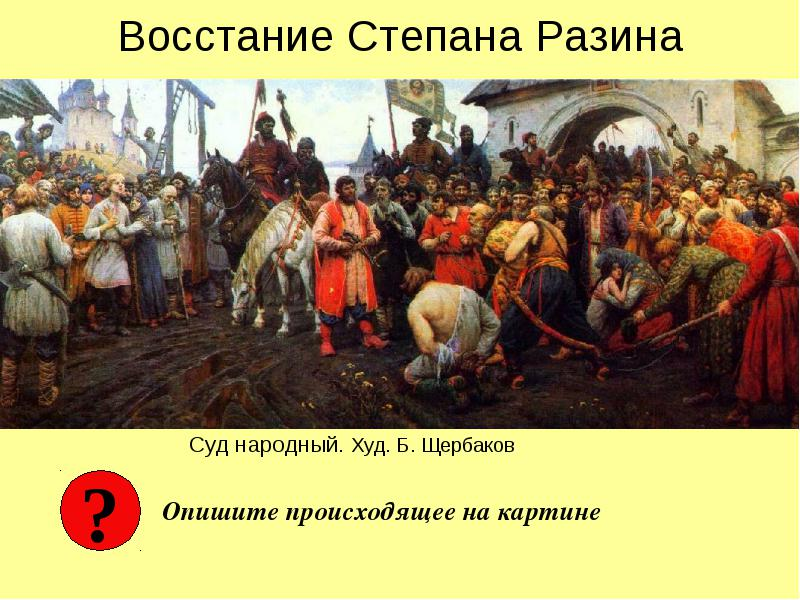 Восстание Степана Разина
Суд народный. Худ. Б. Щербаков
?
Опишите происходящее на картине